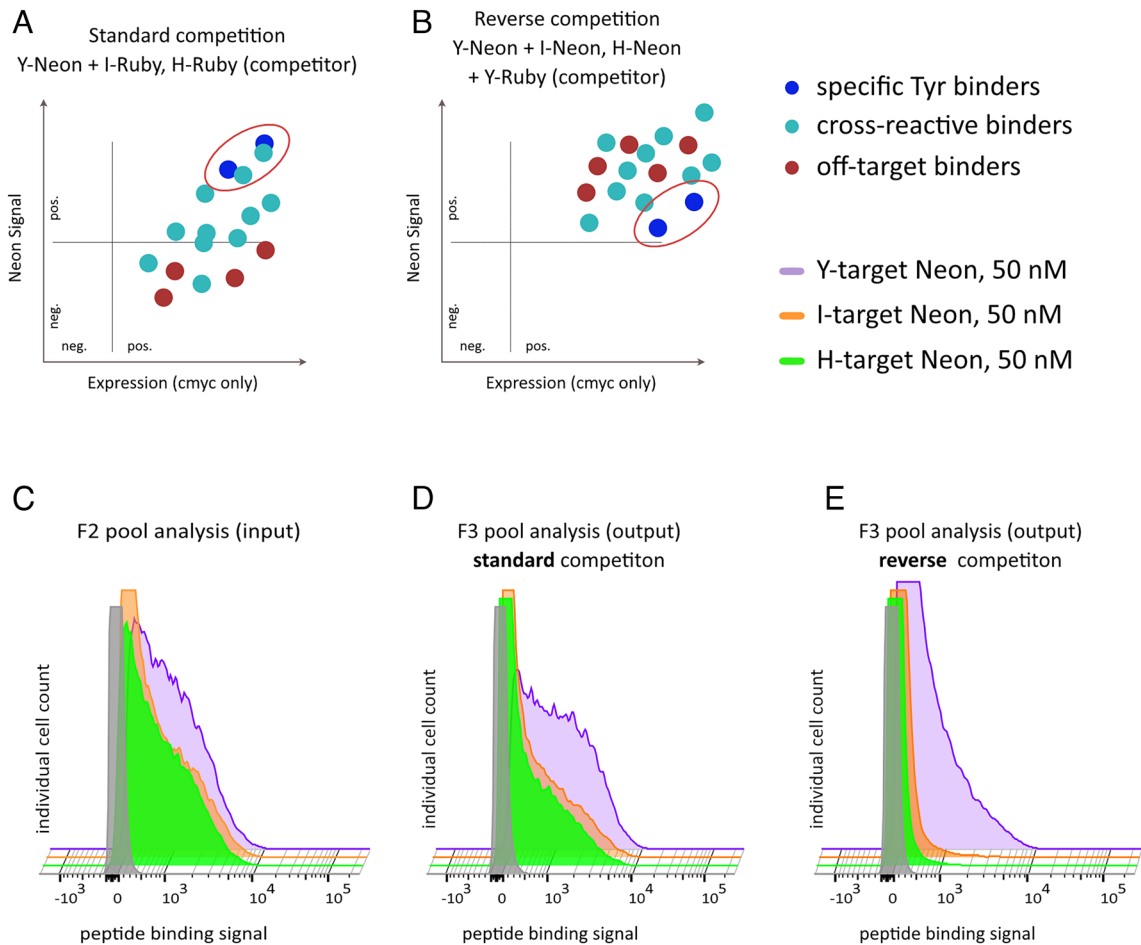 A
Standard competition
Y-Neon + I-Ruby, H-Ruby (competitor)
Neon Signal
pos.
neg.
neg.
pos.
Expression (cmyc only)
B
Reverse competition
Y-Neon + I-Neon, H-Neon
+ Y-Ruby (competitor)
Neon Signal
pos.
neg.
neg.
pos.
Expression (cmyc only)
specific Tyr binders
cross-reactive binders
off-target binders
Y-target Neon, 50 nM
I-target Neon, 50 nM
H-target Neon, 50 nM
C
F2 pool analysis (input)
individual cell count
-10³ 0 10³ 10⁴ 10⁵
peptide binding signal
D
F3 pool analysis (output)
standard competiton
individual cell count
-10³ 0 10³ 10⁴ 10⁵
peptide binding signal
E
F3 pool analysis (output)
reverse competiton
individual cell count
-10³ 0 10³ 10⁴ 10⁵
peptide binding signal